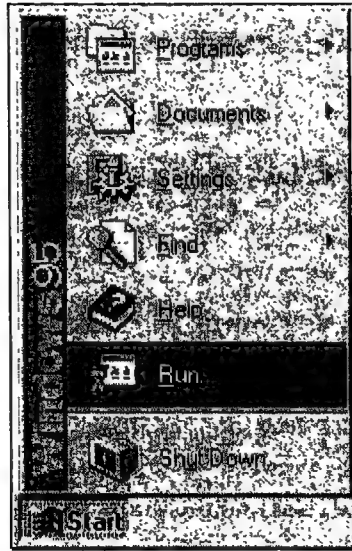 Programs
Documents
Settings
Find
Help
Run...
Shut Down...
Windows 95
Start